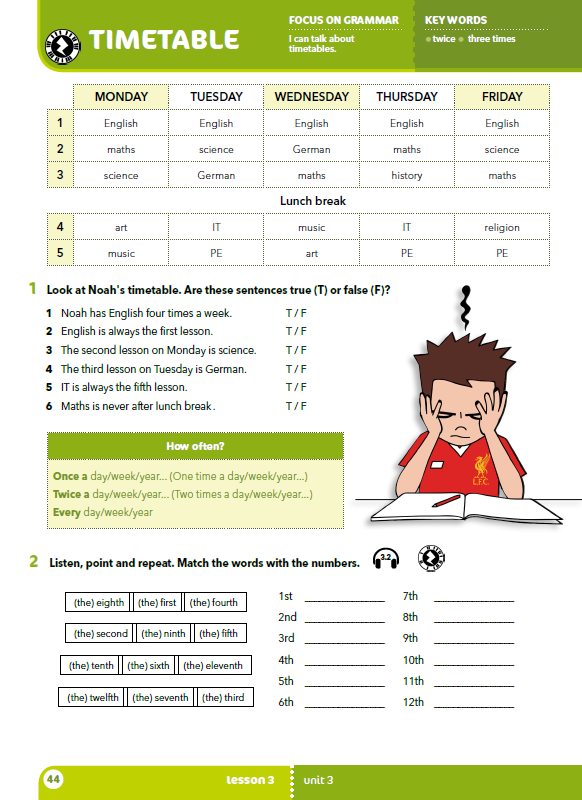 TIMETABLE
FOCUS ON GRAMMAR
I can talk about
timetables.
KEY WORDS
twice three times
MONDAY TUESDAY WEDNESDAY THURSDAY FRIDAY
1 English English English English English
2 maths science German maths science
3 science German maths history maths
Lunch break
4 art IT music IT religion
5 music PE art PE PE
1 Look at Noah's timetable. Are these sentences true (T) or false (F)?
1 Noah has English four times a week. T / F
2 English is always the first lesson. T / F
3 The second lesson on Monday is science. T / F
4 The third lesson on Tuesday is German. T / F
5 IT is always the fifth lesson. T / F
6 Maths is never after lunch break. T / F
How often?
Once a day/week/year... (One time a day/week/year...)
Twice a day/week/year... (Two times a day/week/year...)
Every day/week/year
L.F.C.
2 Listen, point and repeat. Match the words with the numbers. 3.2
(the) eighth (the) first (the) fourth
(the) second (the) ninth (the) fifth
(the) tenth (the) sixth (the) eleventh
(the) twelfth (the) seventh (the) third
1st ______________ 7th ______________
2nd ______________ 8th ______________
3rd ______________ 9th ______________
4th ______________ 10th ______________
5th ______________ 11th ______________
6th ______________ 12th ______________
44 lesson 3 unit 3